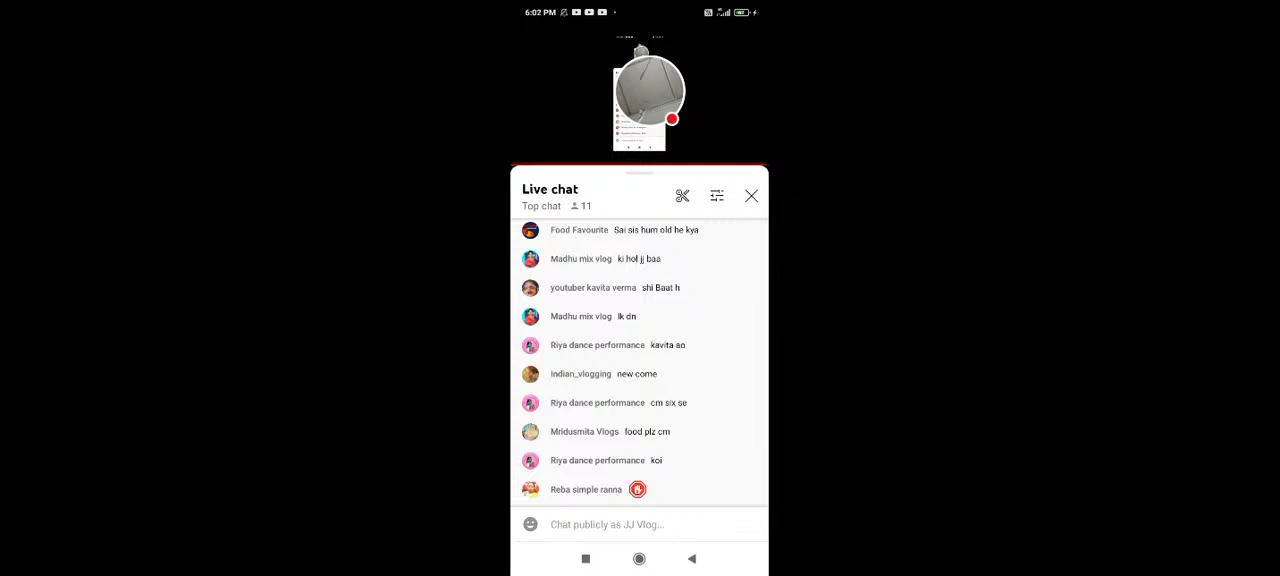 6:02 PM
Live chat
Top chat 11
Food Favourite Sai sis hum old he kya
Madhu mix vlog ki hol jj baa
youtuber kavita verma shi Baat h
Madhu mix vlog lk dn
Riya dance performance kavita ao
Indian_vlogging new come
Riya dance performance cm six se
Mridusmita Vlogs food plz cm
Riya dance performance koi
Reba simple ranna
Chat publicly as JJ Vlog...